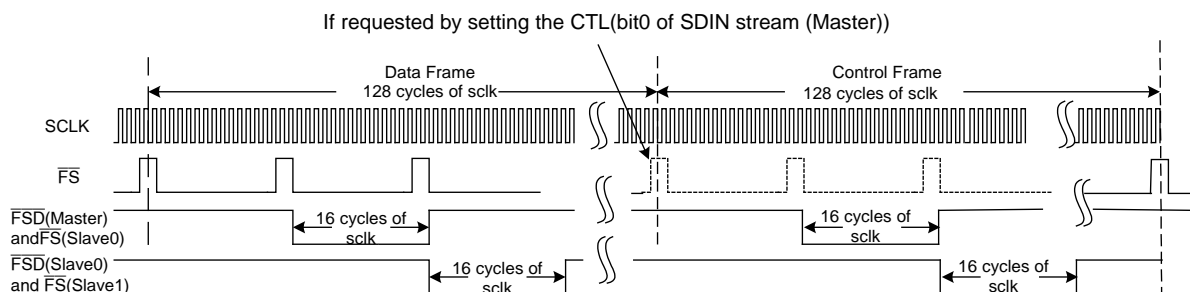 If requested by setting the CTL(bit0 of SDIN stream (Master))
Data Frame
128 cycles of sclk
Control Frame
128 cycles of sclk
SCLK
FS
FSD(Master)
andFS(Slave0)
16 cycles of
sclk
16 cycles of
sclk
FSD(Slave0)
and FS(Slave1)
16 cycles of
sclk
16 cycles of
sclk